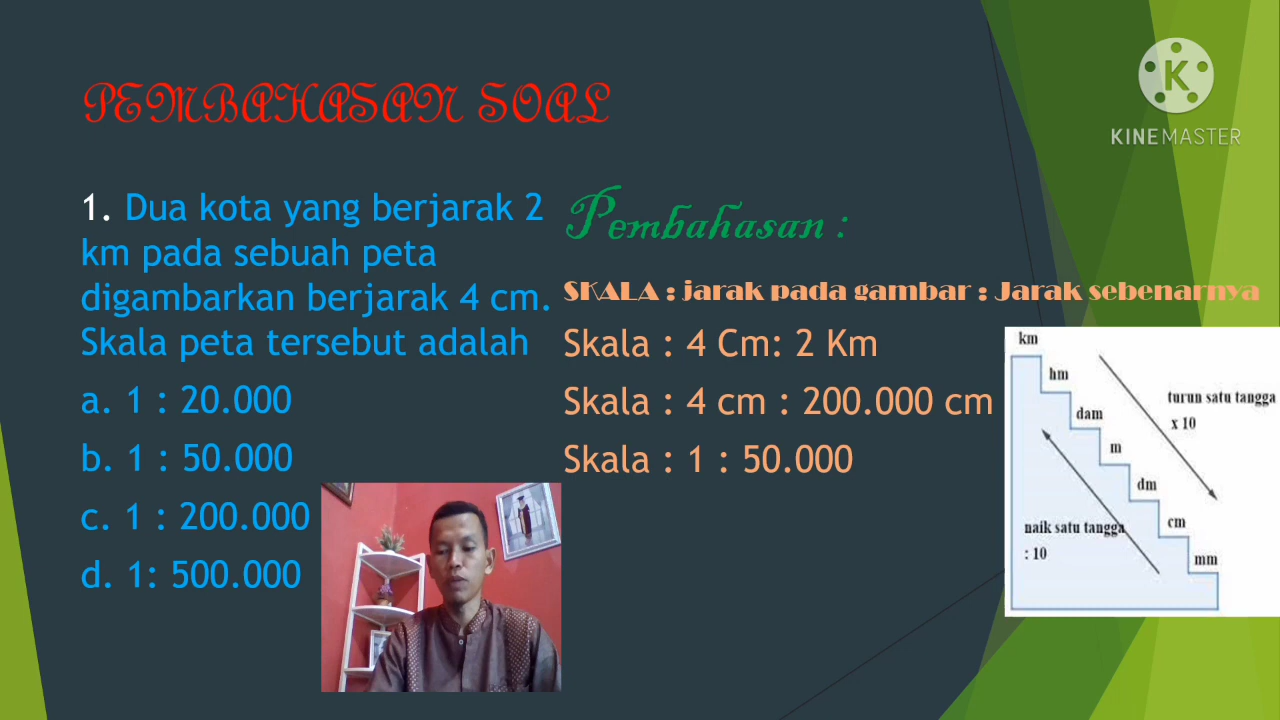 PEMBAHASAN SOAL
KINEMASTER
1. Dua kota yang berjarak 2
km pada sebuah peta
digambarkan berjarak 4 cm.
Skala peta tersebut adalah
a. 1 : 20.000
b. 1 : 50.000
c. 1 : 200.000
d. 1: 500.000
Pembahasan :
SKALA : jarak pada gambar : Jarak sebenarnya
Skala : 4 Cm: 2 Km
Skala : 4 cm : 200.000 cm
Skala : 1 : 50.000
km
hm
dam
m
dm
cm
mm
turun satu tangga
x 10
naik satu tangga
: 10